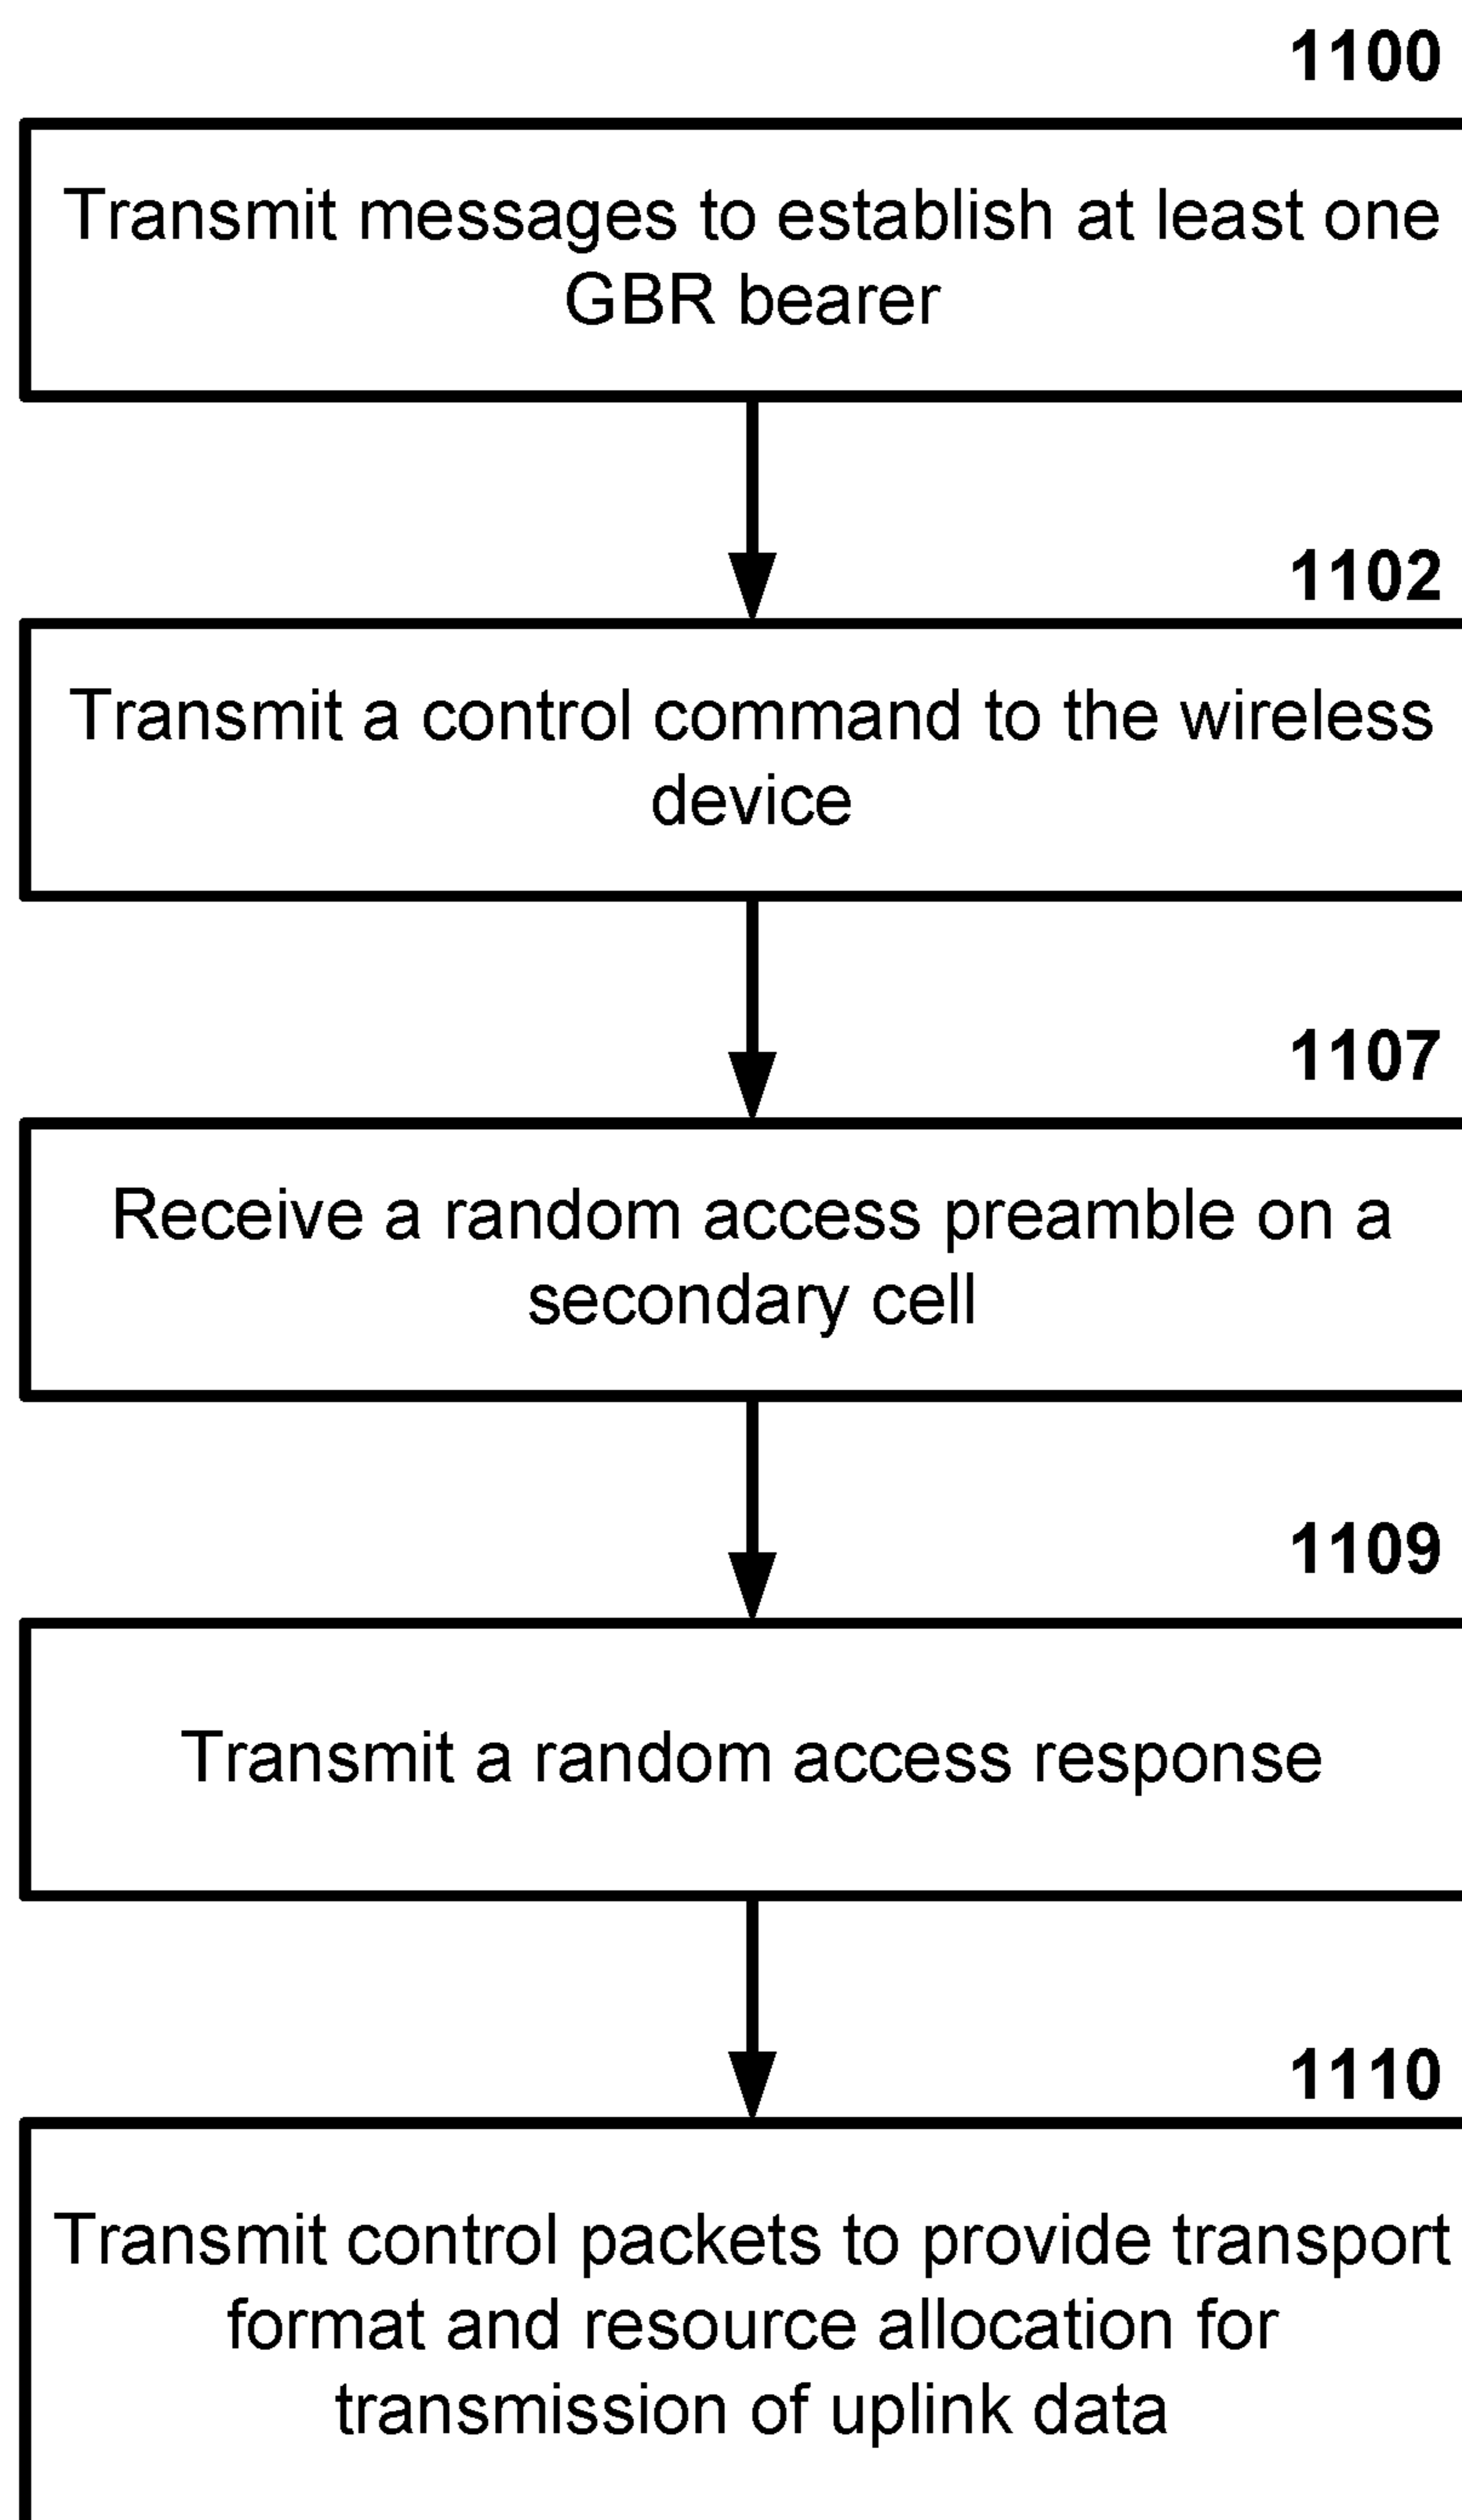 1100
Transmit messages to establish at least one
GBR bearer
1102
Transmit a control command to the wireless
device
1107
Receive a random access preamble on a
secondary cell
1109
Transmit a random access response
1110
Transmit control packets to provide transport
format and resource allocation for
transmission of uplink data